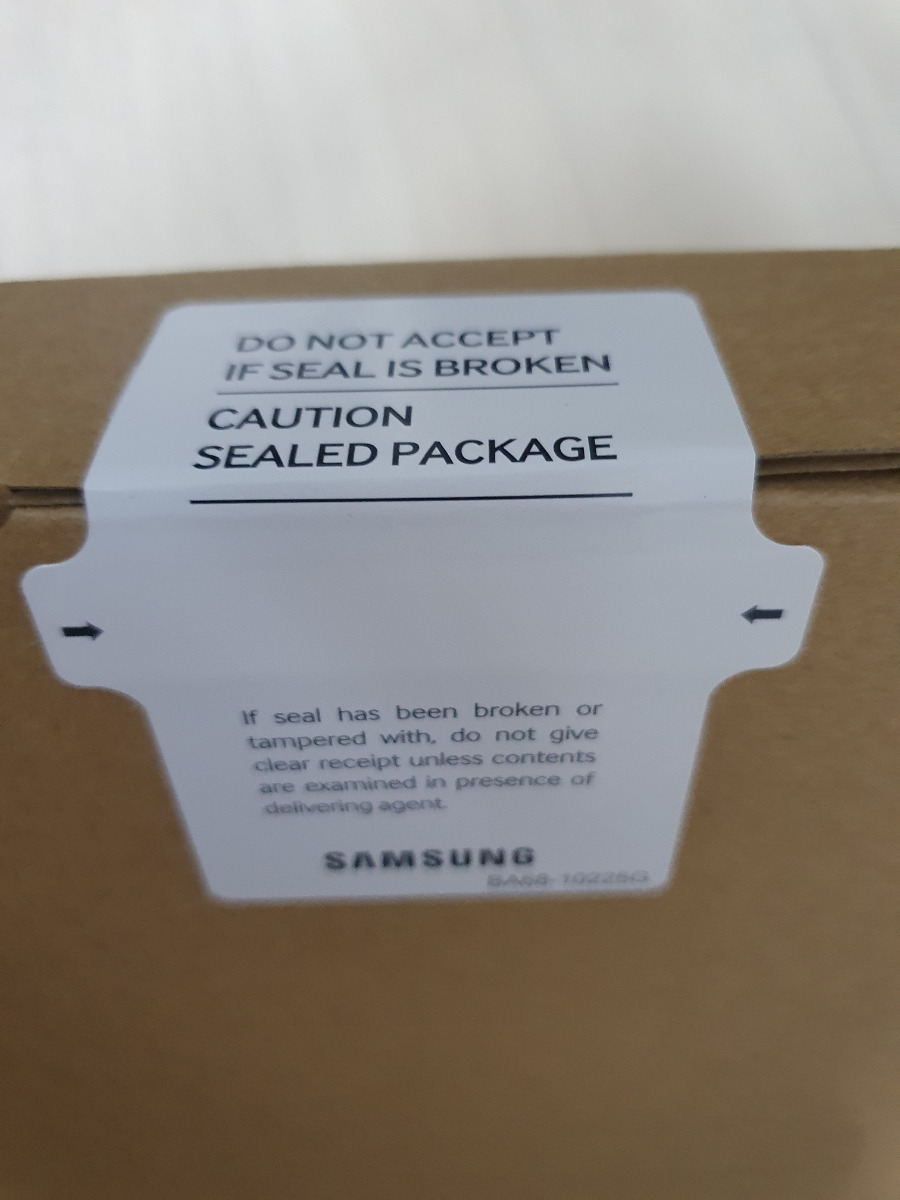 DO NOT ACCEPT
IF SEAL IS BROKEN
CAUTION
SEALED PACKAGE
If seal has been broken or
tampered with, do not give
clear receipt unless contents
are examined in presence of
delivering agent.
SAMSUNG